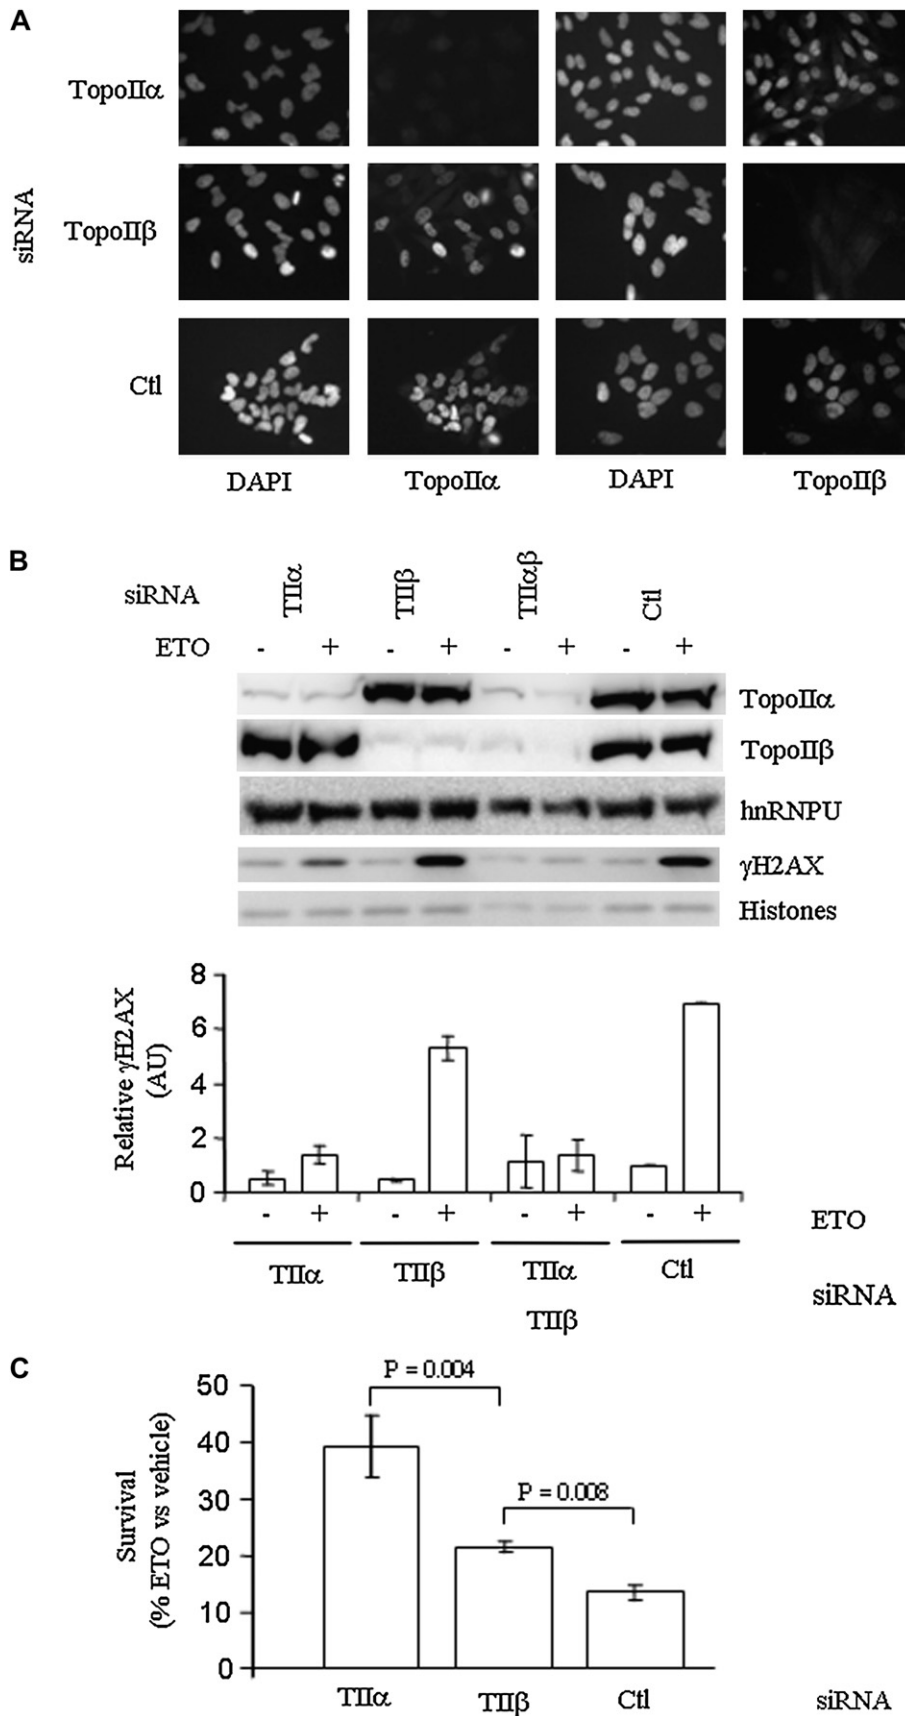 A
TopoIIα
siRNA
TopoIIβ
Ctl
DAPI TopoIIα DAPI TopoIIβ
B
siRNA TIIα TIIβ TIIαβ Ctl
ETO - + - + - + - +
TopoIIα
TopoIIβ
hnRNPU
γH2AX
Histones
Relative γH2AX
(AU)
8
6
4
2
0
- + - + - + - + ETO
TIIα TIIβ TIIα Ctl
TIIβ
siRNA
C
Survival
(% ETO vs vehicle)
50
40
30
20
10
0
P = 0.004
P = 0.008
TIIα TIIβ Ctl siRNA